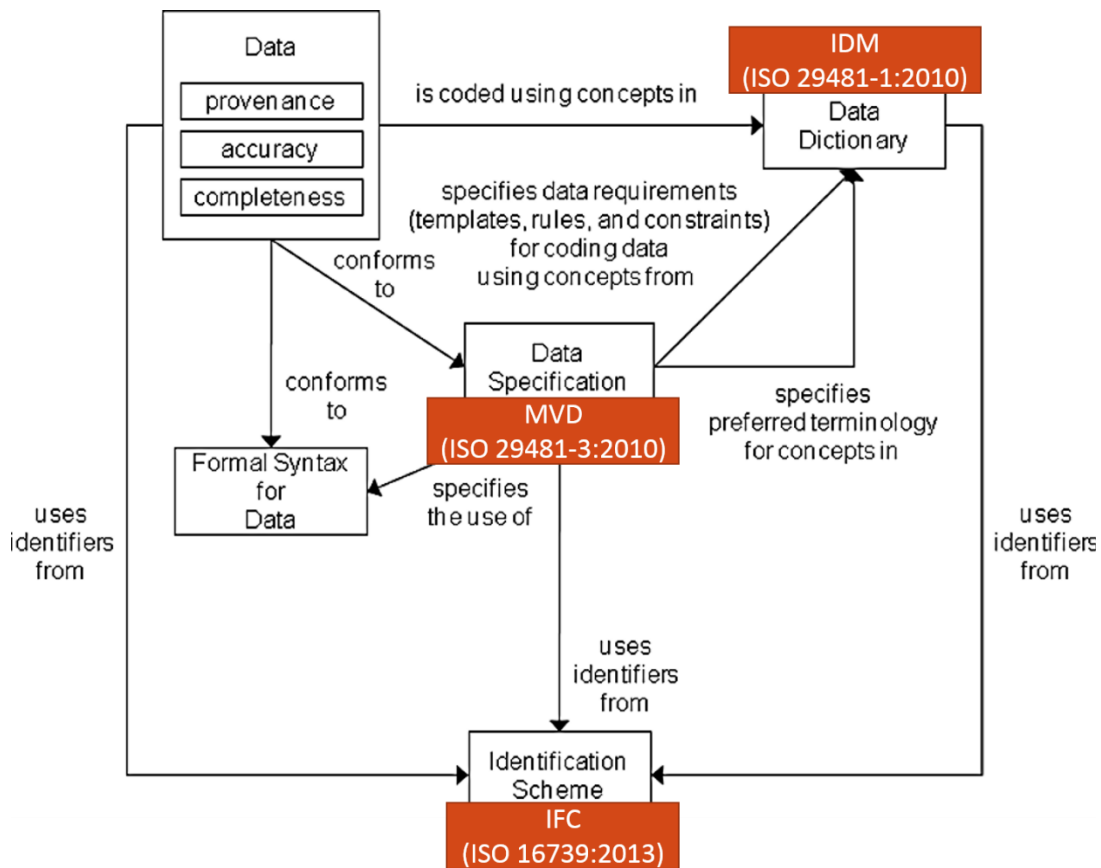 Data
provenance
accuracy
completeness
is coded using concepts in
IDM
(ISO 29481-1:2010)
Data
Dictionary
specifies data requirements
(templates, rules, and constraints)
for coding data
using concepts from
conforms
to
Data
Specification
MVD
(ISO 29481-3:2010)
conforms
to
specifies
preferred terminology
for concepts in
Formal Syntax
for
Data
specifies
the use of
uses
identifiers
from
uses
identifiers
from
uses
identifiers
from
Identification
Scheme
IFC
(ISO 16739:2013)